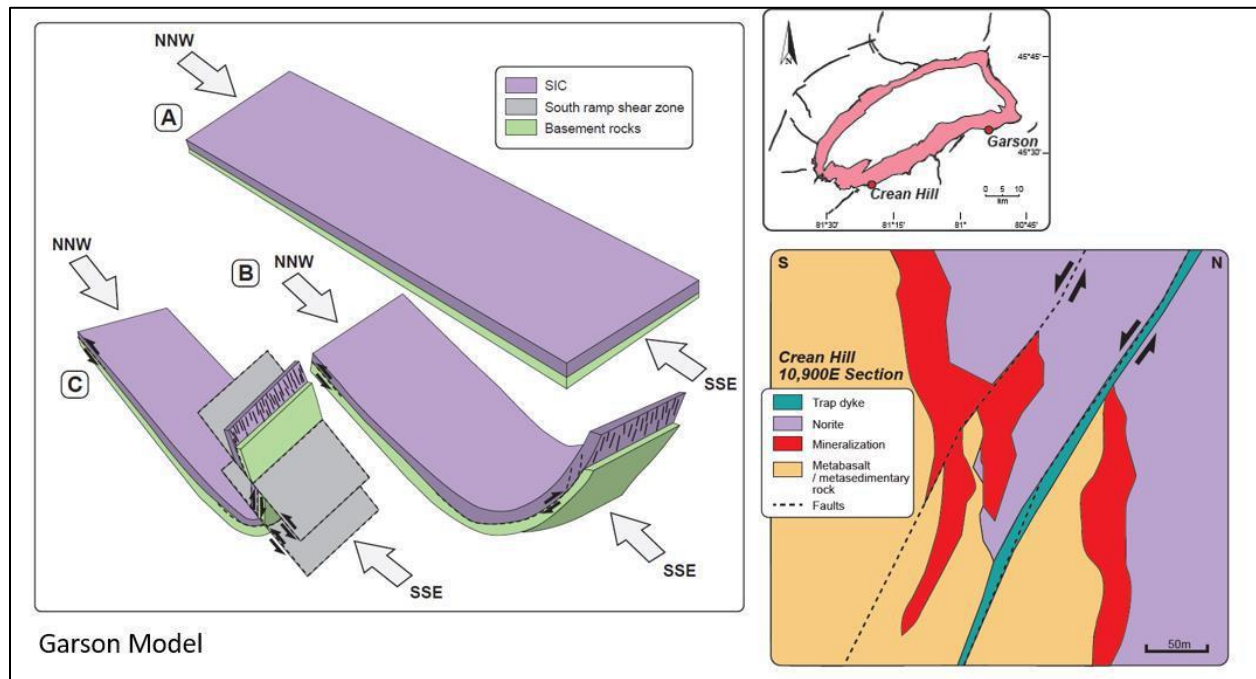 NNW
A
SIC
South ramp shear zone
Basement rocks
SSE
NNW
B
SSE
NNW
C
SSE
Garson Model
N
45°45'
Garson
45°30'
Crean Hill
0 5 10
km
81°30'
81°15'
81°
80°45'
S
N
Crean Hill
10,900E Section
Trap dyke
Norite
Mineralization
Metabasalt
/ metasedimentary
rock
Faults
50m